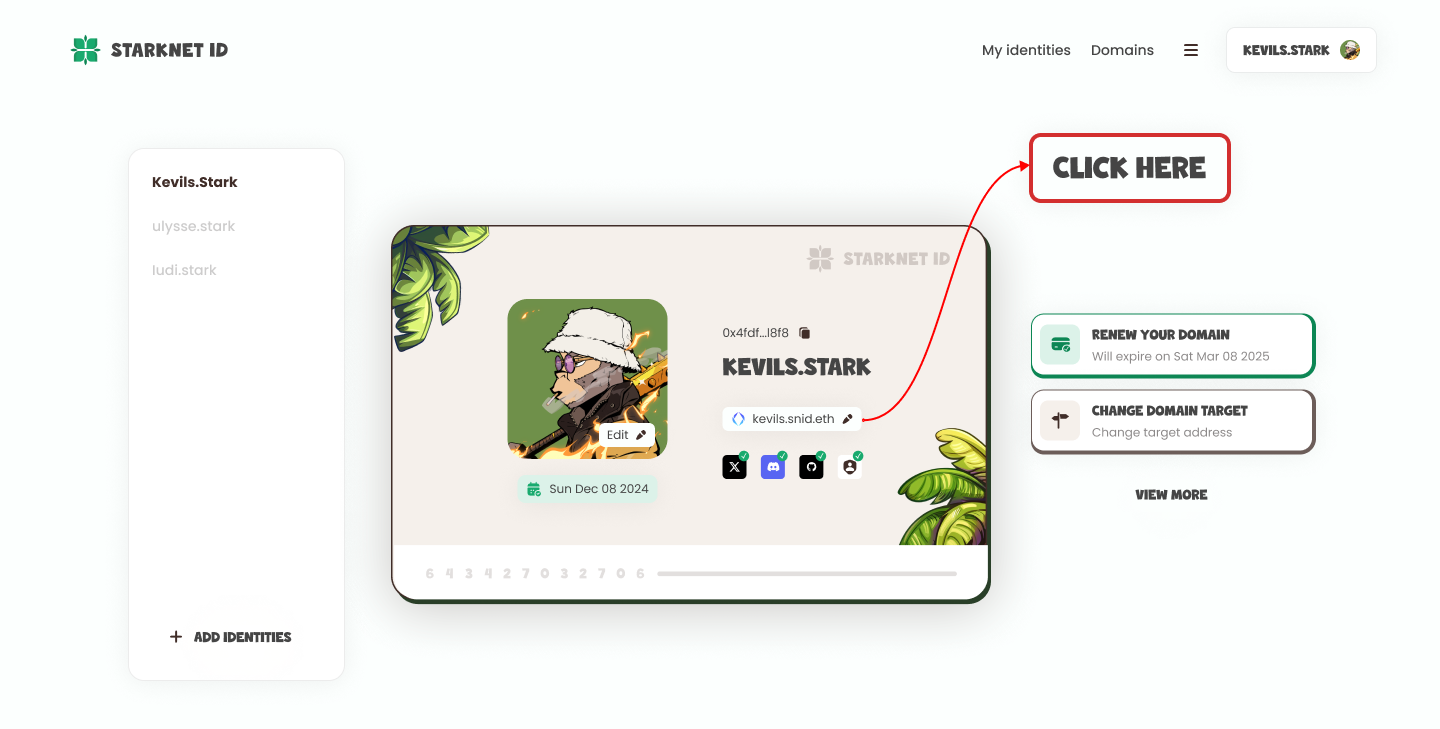 STARKNET ID
My identities
Domains
KEVILS.STARK
Kevils.Stark
ulysse.stark
Iudi.stark
ADD IDENTITIES
CLICK HERE
STARKNET ID
0x4fdf...l8f8
KEVILS.STARK
kevils.snid.eth
Edit
Sun Dec 08 2024
6 4 3 4 2 7 0 3 2 7 0 6
RENEW YOUR DOMAIN
Will expire on Sat Mar 08 2025
CHANGE DOMAIN TARGET
Change target address
VIEW MORE